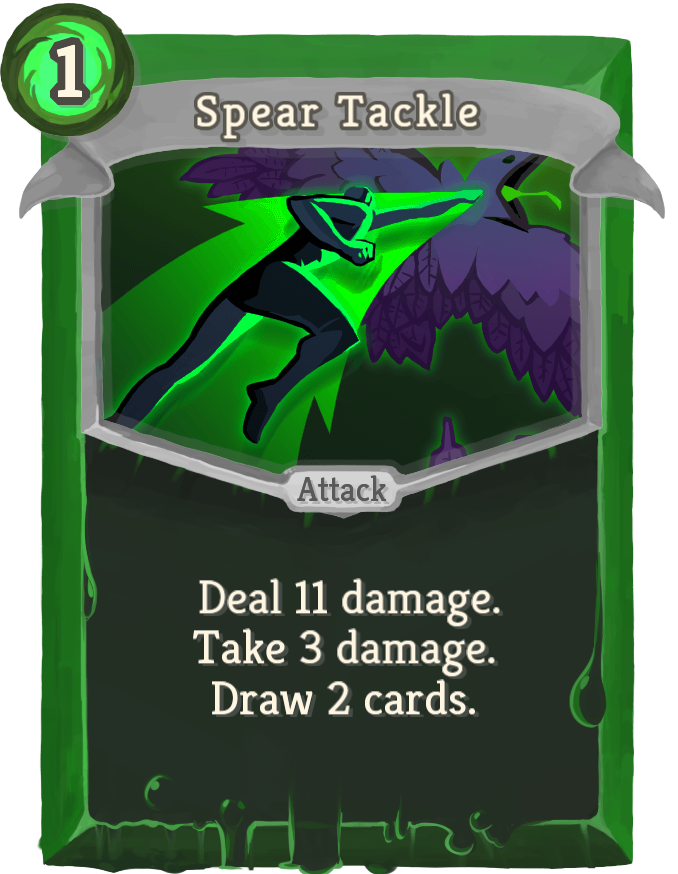 1
Spear Tackle
Attack
Deal 11 damage.
Take 3 damage.
Draw 2 cards.